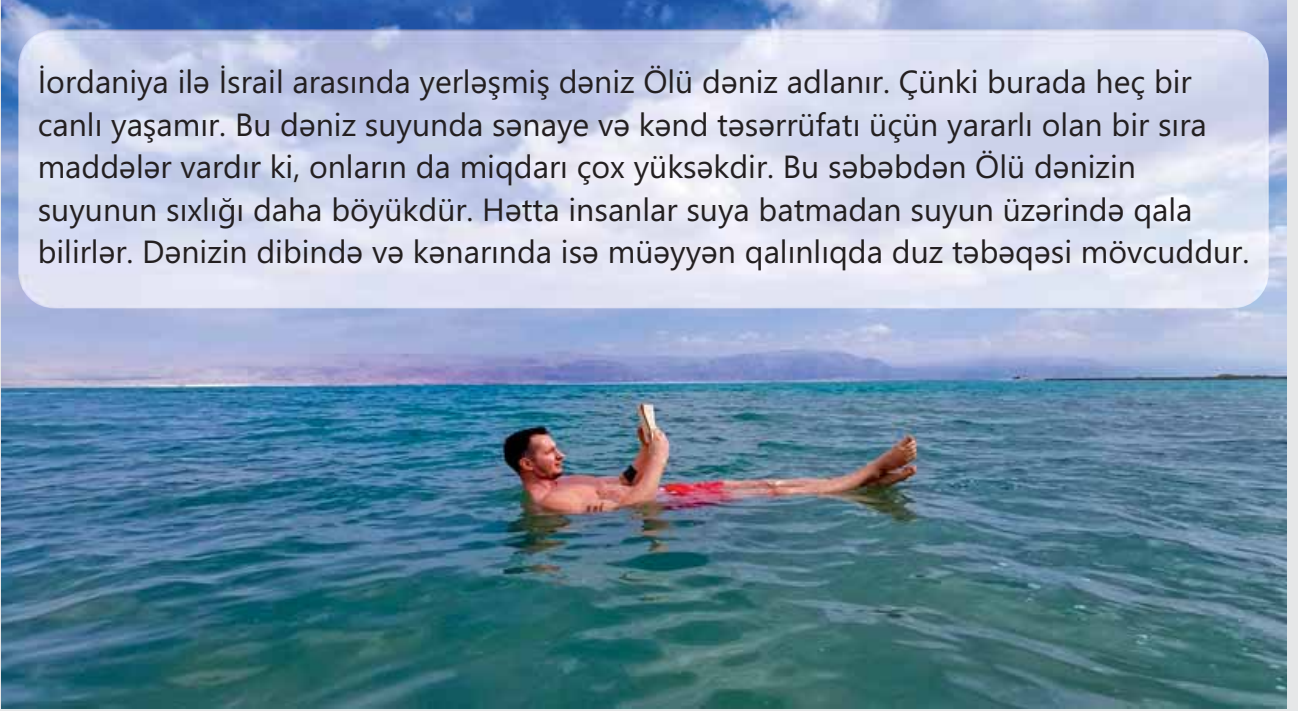 İordaniya ilə İsrail arasında yerləşmiş dəniz Ölü dəniz adlanır. Çünki burada heç bir
canlı yaşamır. Bu dəniz suyunda sənaye və kənd təsərrüfatı üçün yararlı olan bir sıra
maddələr vardır ki, onların da miqdarı çox yüksəkdir. Bu səbəbdən Ölü dənizin
suyunun sıxlığı daha böyükdür. Hətta insanlar suya batmadan suyun üzərində qala
bilirlər. Dənizin dibində və kənarında isə müəyyən qalınlıqda duz təbəqəsi mövcuddur.